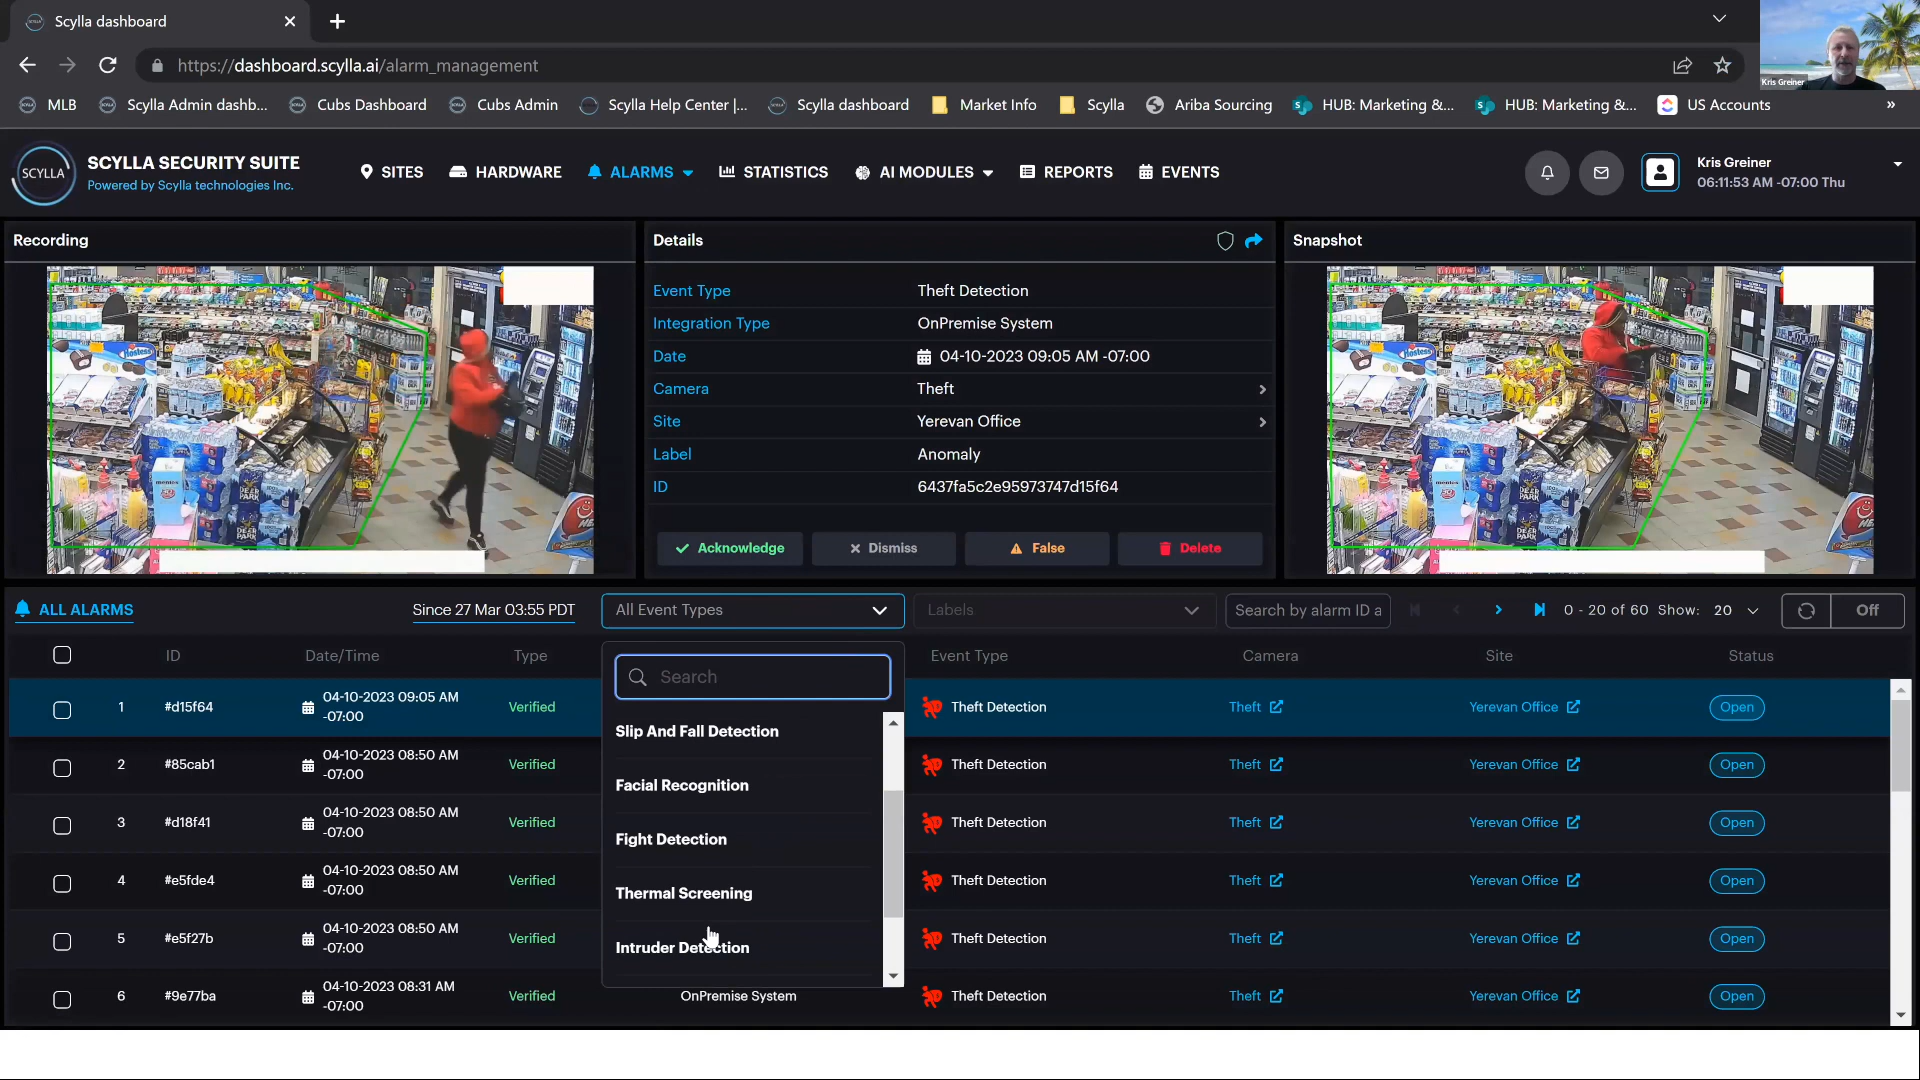 Scylla dashboard
https://dashboard.scylla.ai/alarm_management
Kris Greiner
MLB
Scylla Admin dashb...
Cubs Dashboard
Cubs Admin
Scylla Help Center |...
Scylla dashboard
Market Info
Scylla
Ariba Sourcing
HUB: Marketing &...
HUB: Marketing &...
US Accounts
»
SCYLLA
SCYLLA SECURITY SUITE
Powered by Scylla technologies Inc.
SITES
HARDWARE
ALARMS
STATISTICS
AI MODULES
REPORTS
EVENTS
Kris Greiner
06:11:53 AM -07:00 Thu
Recording
Details
Snapshot
Hostess
mentos
DEER PARK
Event Type Theft Detection
Integration Type OnPremise System
Date 04-10-2023 09:05 AM -07:00
Camera Theft
Site Yerevan Office
Label Anomaly
ID 6437fa5c2e95973747d15f64
Acknowledge
Dismiss
False
Delete
Hostess
mentos
DEER PARK
ALL ALARMS
Since 27 Mar 03:55 PDT
All Event Types
Labels
Search by alarm ID a
0 - 20 of 60 Show: 20
Off
ID Date/Time Type Event Type Camera Site Status
Search
Slip And Fall Detection
Facial Recognition
Fight Detection
Thermal Screening
Intruder Detection
1 #d15f64 04-10-2023 09:05 AM -07:00 Verified Theft Detection Theft Yerevan Office Open
2 #85cab1 04-10-2023 08:50 AM -07:00 Verified Theft Detection Theft Yerevan Office Open
3 #d18f41 04-10-2023 08:50 AM -07:00 Verified Theft Detection Theft Yerevan Office Open
4 #e5fde4 04-10-2023 08:50 AM -07:00 Verified Theft Detection Theft Yerevan Office Open
5 #e5f27b 04-10-2023 08:50 AM -07:00 Verified Theft Detection Theft Yerevan Office Open
6 #9e77ba 04-10-2023 08:31 AM -07:00 Verified OnPremise System Theft Detection Theft Yerevan Office Open